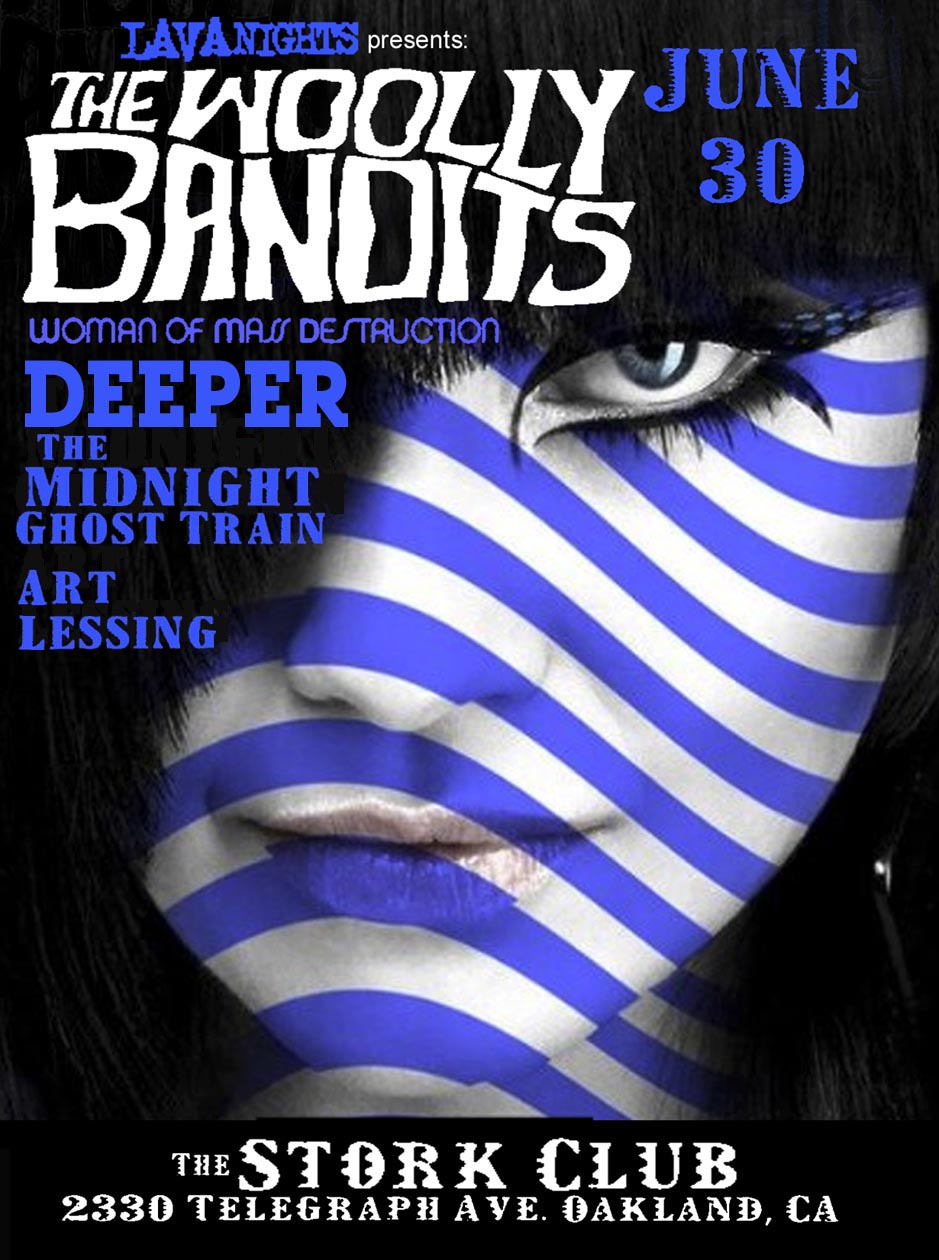 LAVANIGHTS presents:
THE WOOLLY
BANDITS
JUNE
30
WOMAN OF MASS DESTRUCTION
DEEPER
THE
MIDNIGHT
GHOST TRAIN
ART
LESSING
THE STORK CLUB
2330 TELEGRAPH AVE. OAKLAND, CA